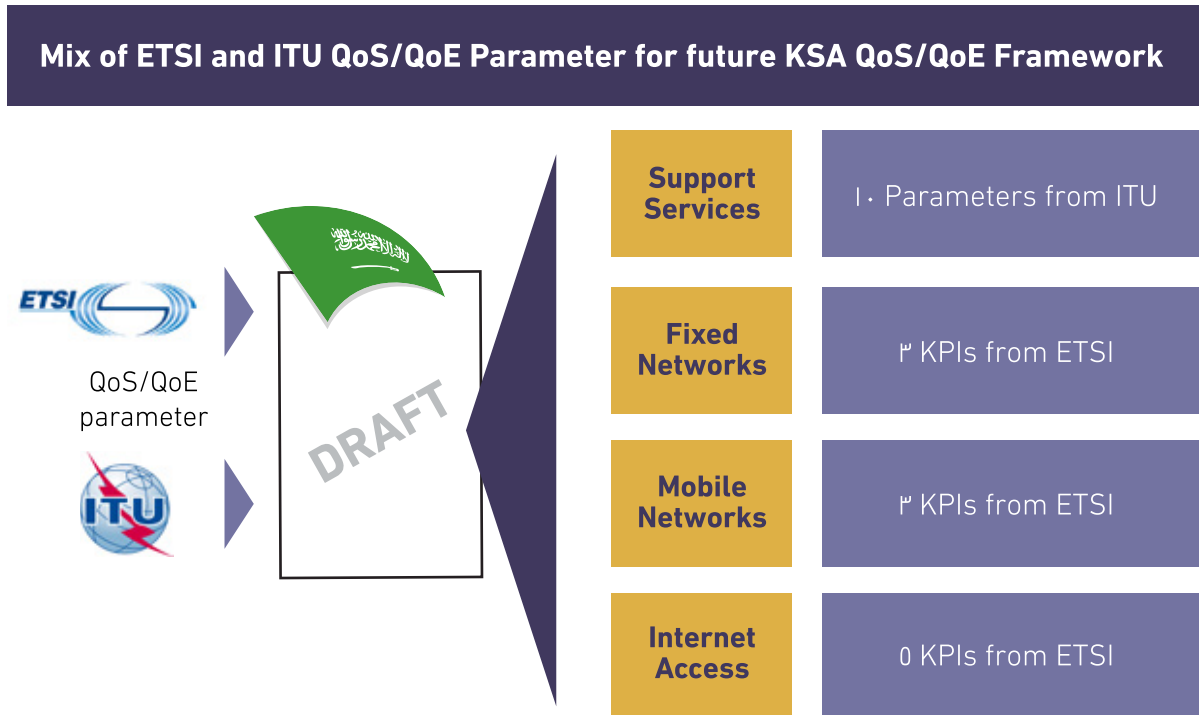 Mix of ETSI and ITU QoS/QoE Parameter for future KSA QoS/QoE Framework
ETSI
QoS/QoE
parameter
ITU
DRAFT
Support
Services
١٠ Parameters from ITU
Fixed
Networks
٣ KPIs from ETSI
Mobile
Networks
٣ KPIs from ETSI
Internet
Access
٥ KPIs from ETSI